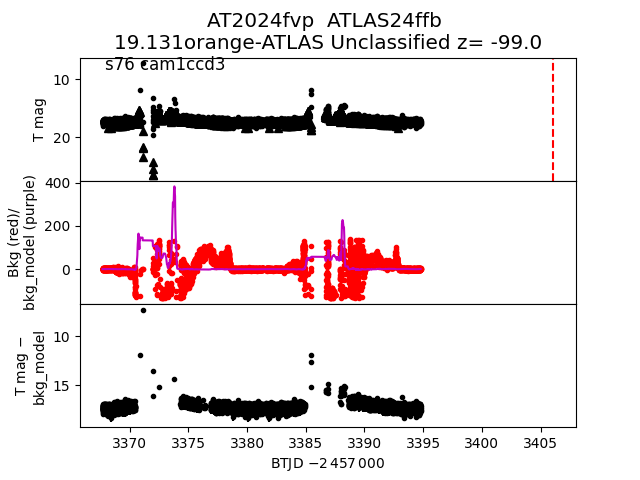 AT2024fvp  ATLAS24ffb
19.131orange-ATLAS Unclassified z= -99.0
s76 cam1ccd3
T mag
10
20
Bkg (red)/
bkg_model (purple)
400
200
0
T mag −
bkg_model
10
15
3370 3375 3380 3385 3390 3395 3400 3405
BTJD −2 457 000